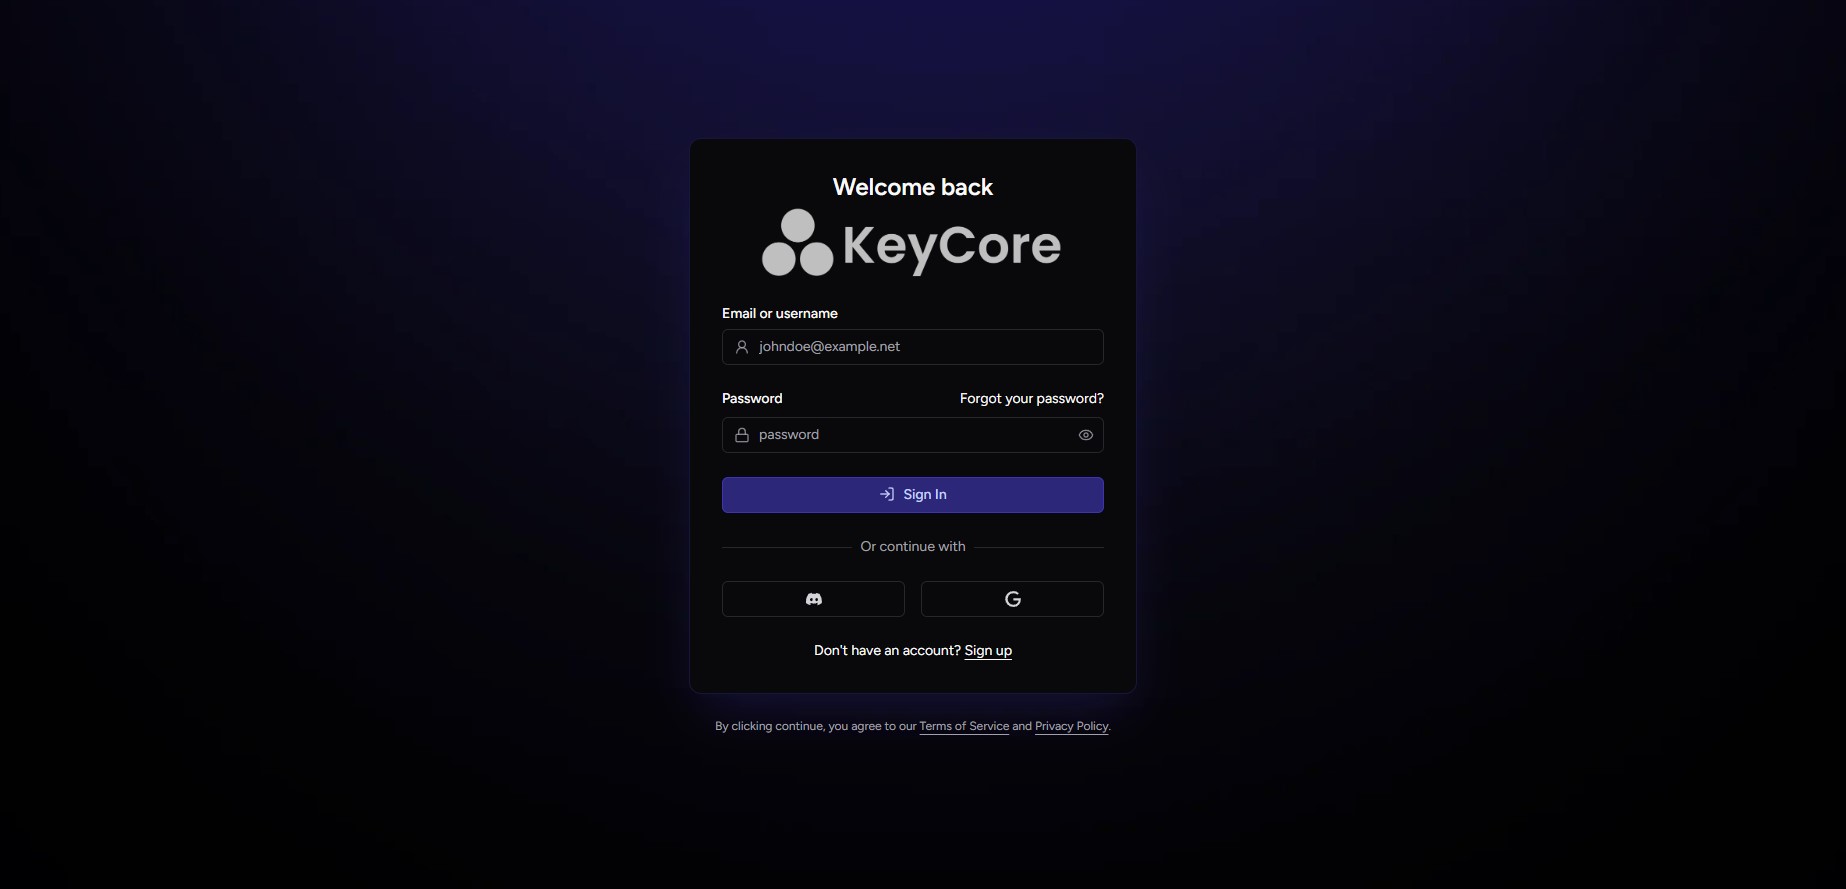 Welcome back
KeyCore
Email or username
johndoe@example.net
Password Forgot your password?
password
Sign In
Or continue with
Don't have an account? Sign up
By clicking continue, you agree to our Terms of Service and Privacy Policy.